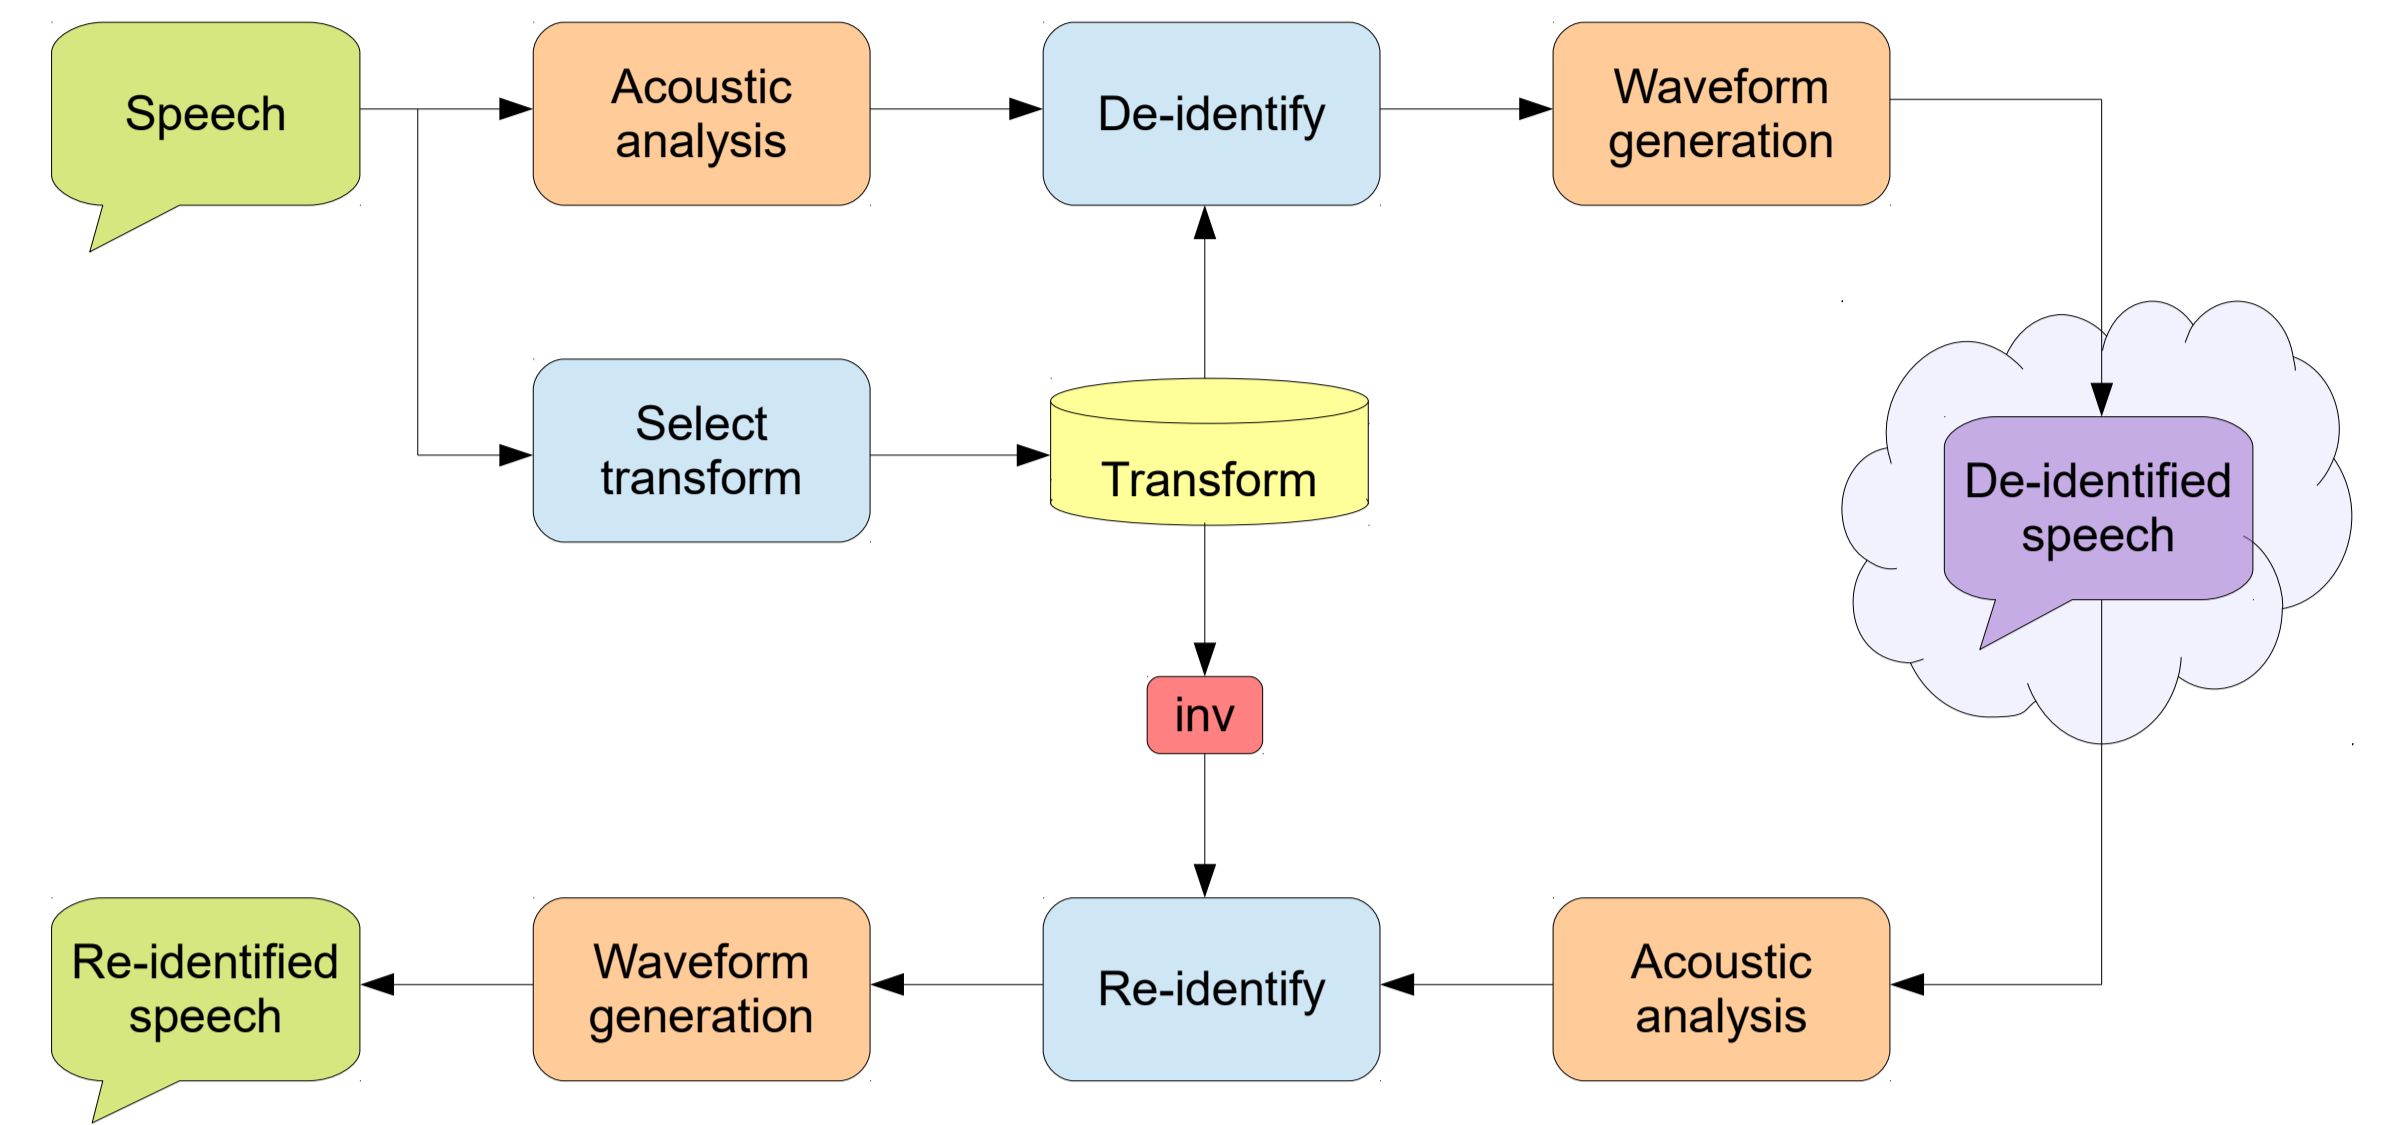 Speech
Acoustic
analysis
De-identify
Waveform
generation
Select
transform
Transform
De-identified
speech
inv
Re-identified
speech
Waveform
generation
Re-identify
Acoustic
analysis